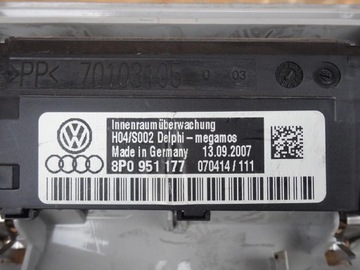 >PP<
Innenraumüberwachung
H04/S002 Delphi-megamos
Made in Germany 13.09.2007
8P0 951 177 070414/111